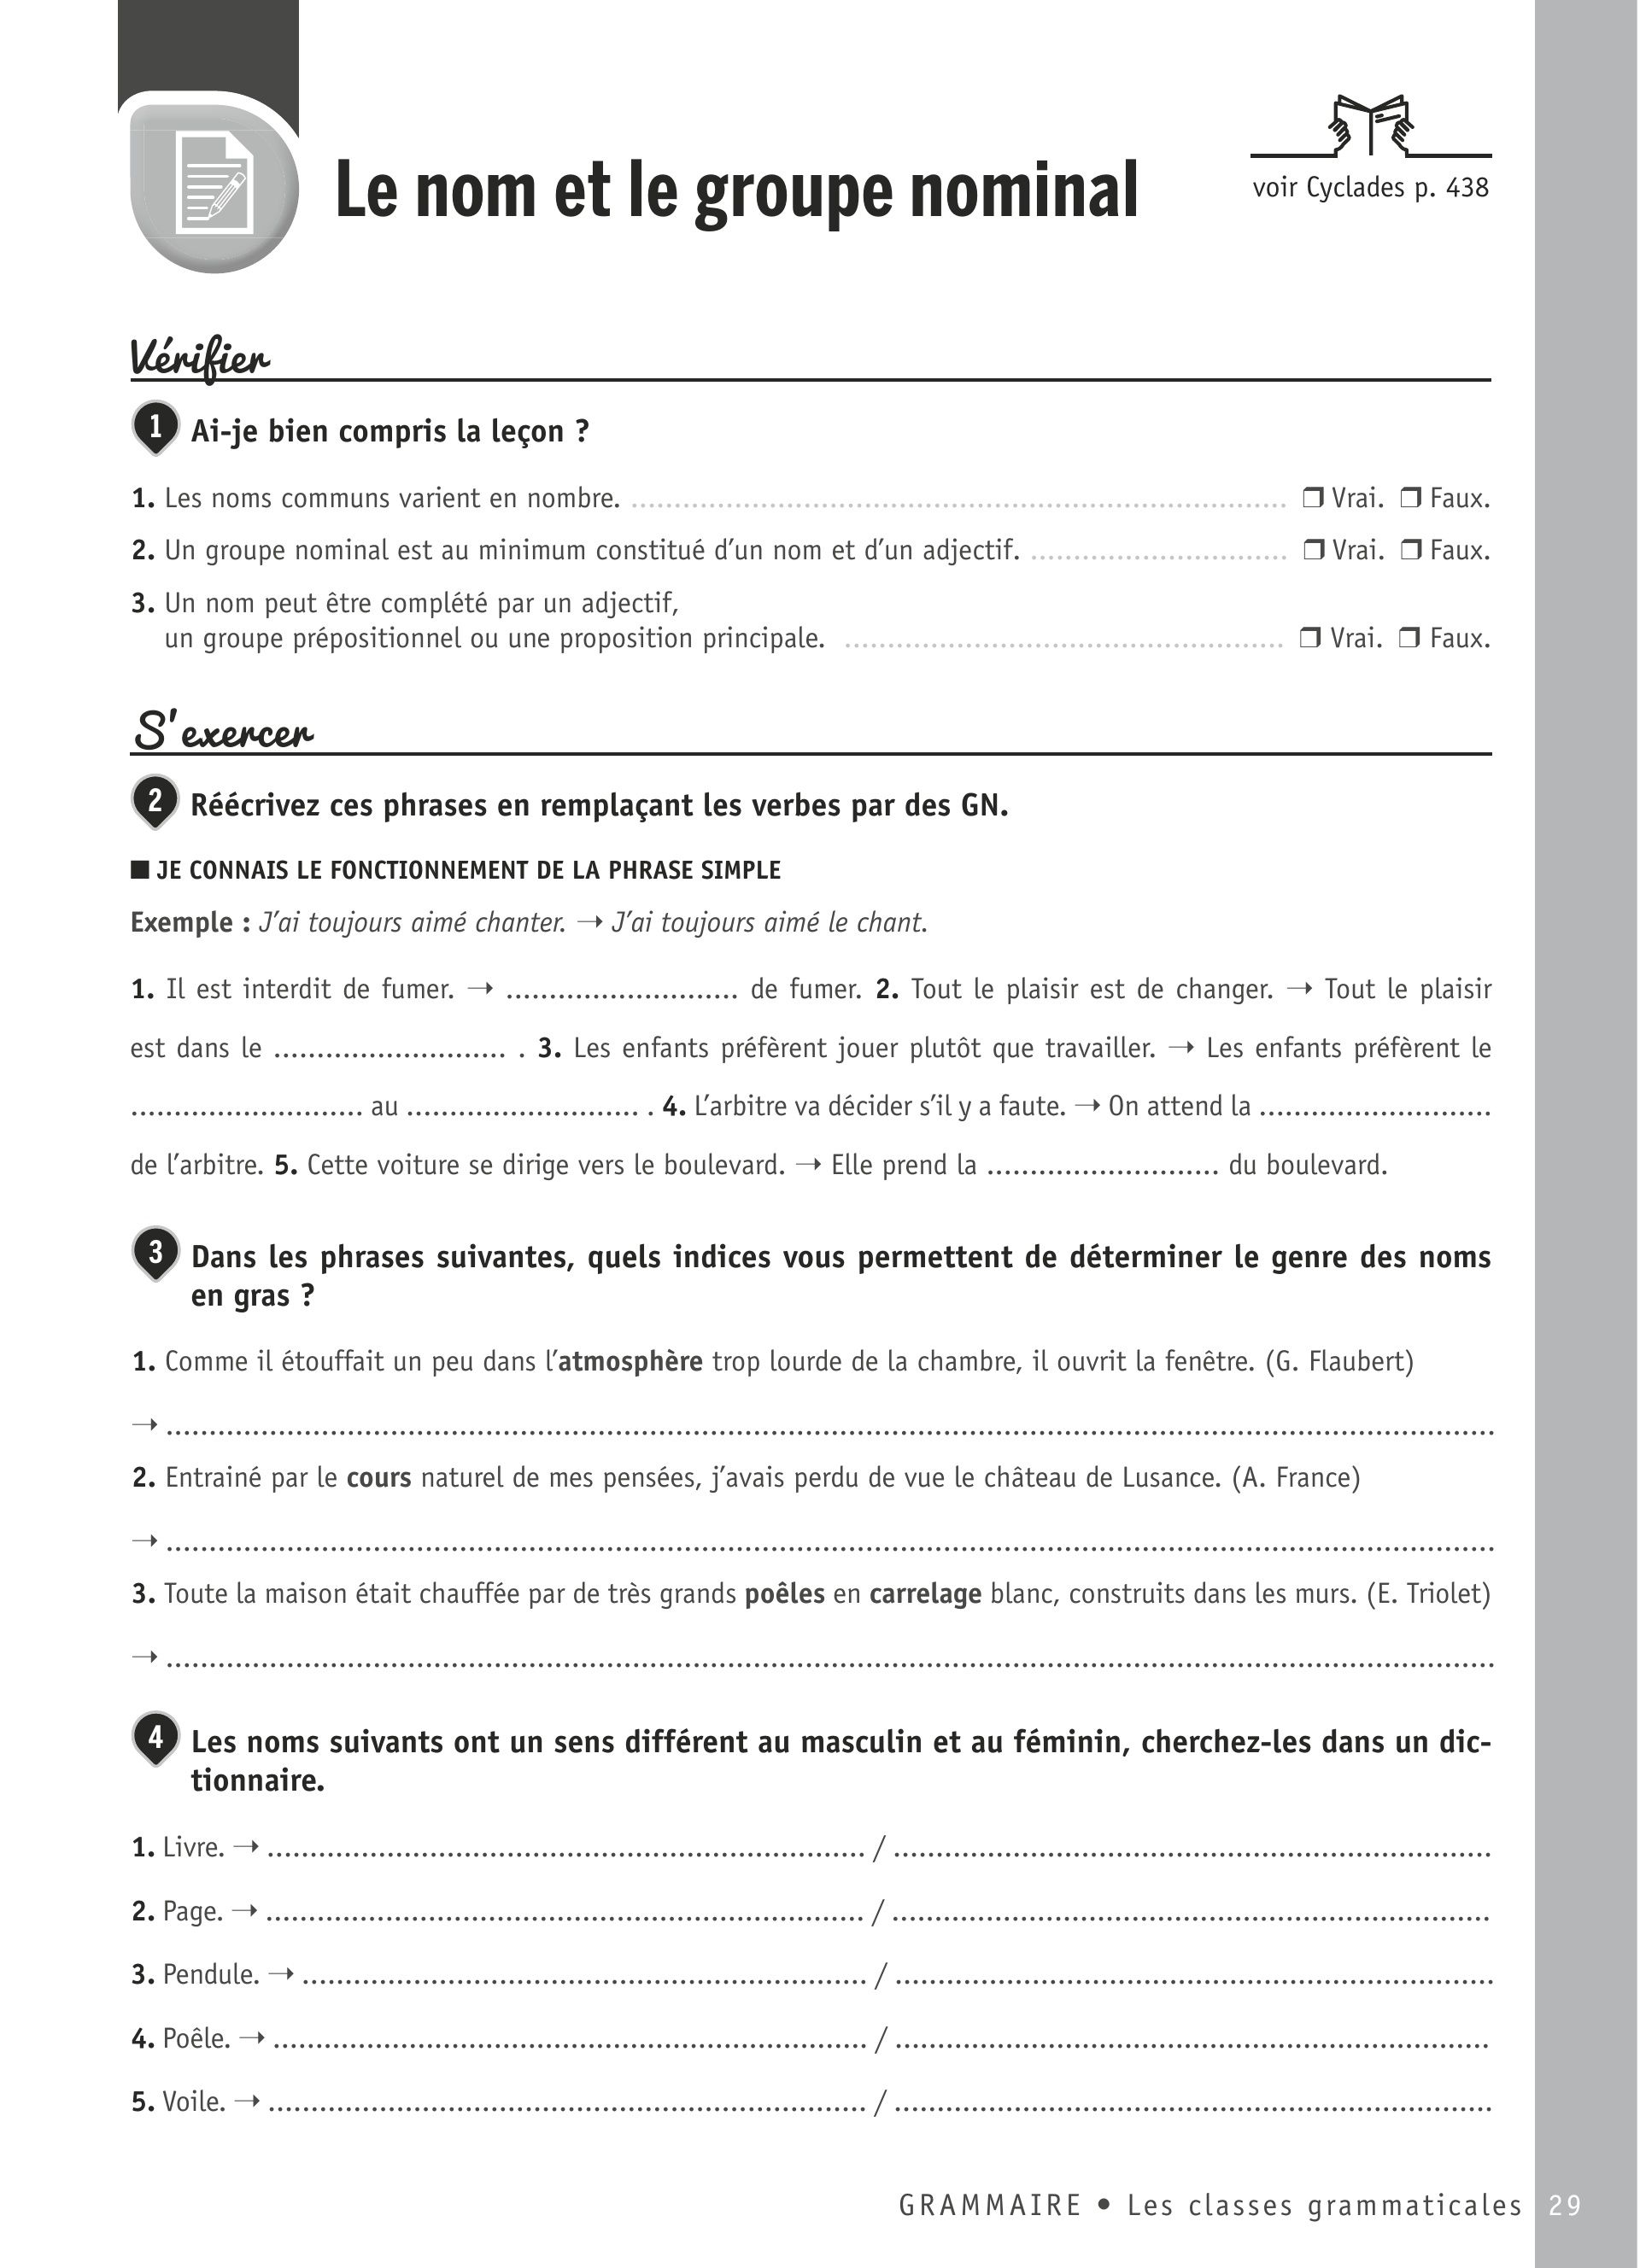 Le nom et le groupe nominal
voir Cyclades p. 438
Vérifier
1 Ai-je bien compris la leçon ?
1. Les noms communs varient en nombre. ............................................................................ ❒ Vrai. ❒ Faux.
2. Un groupe nominal est au minimum constitué d’un nom et d’un adjectif. .............................. ❒ Vrai. ❒ Faux.
3. Un nom peut être complété par un adjectif,
un groupe prépositionnel ou une proposition principale. ................................................... ❒ Vrai. ❒ Faux.
S'exercer
2 Réécrivez ces phrases en remplaçant les verbes par des GN.
■ JE CONNAIS LE FONCTIONNEMENT DE LA PHRASE SIMPLE
Exemple : J’ai toujours aimé chanter. → J’ai toujours aimé le chant.
1. Il est interdit de fumer. → ........................... de fumer. 2. Tout le plaisir est de changer. → Tout le plaisir
est dans le ........................... . 3. Les enfants préfèrent jouer plutôt que travailler. → Les enfants préfèrent le
........................... au ........................... . 4. L’arbitre va décider s’il y a faute. → On attend la ...........................
de l’arbitre. 5. Cette voiture se dirige vers le boulevard. → Elle prend la ........................... du boulevard.
3 Dans les phrases suivantes, quels indices vous permettent de déterminer le genre des noms
en gras ?
1. Comme il étouffait un peu dans l’atmosphère trop lourde de la chambre, il ouvrit la fenêtre. (G. Flaubert)
→ ..........................................................................................................................................................
2. Entrainé par le cours naturel de mes pensées, j’avais perdu de vue le château de Lusance. (A. France)
→ ..........................................................................................................................................................
3. Toute la maison était chauffée par de très grands poêles en carrelage blanc, construits dans les murs. (E. Triolet)
→ ..........................................................................................................................................................
4 Les noms suivants ont un sens différent au masculin et au féminin, cherchez-les dans un dic-
tionnaire.
1. Livre. → ..................................................................... / .....................................................................
2. Page. → ..................................................................... / .....................................................................
3. Pendule. → ................................................................. / .....................................................................
4. Poêle. → .................................................................... / .....................................................................
5. Voile. → ..................................................................... / .....................................................................
GRAMMAIRE • Les classes grammaticales 29